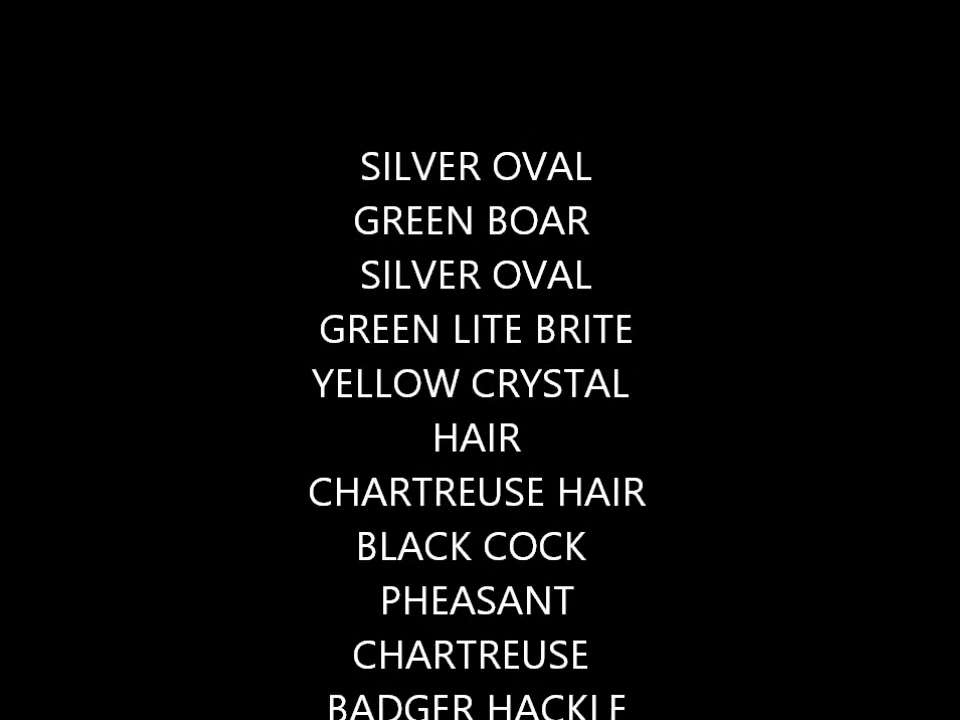 SILVER OVAL
GREEN BOAR
SILVER OVAL
GREEN LITE BRITE
YELLOW CRYSTAL
HAIR
CHARTREUSE HAIR
BLACK COCK
PHEASANT
CHARTREUSE
BADGER HACKLE